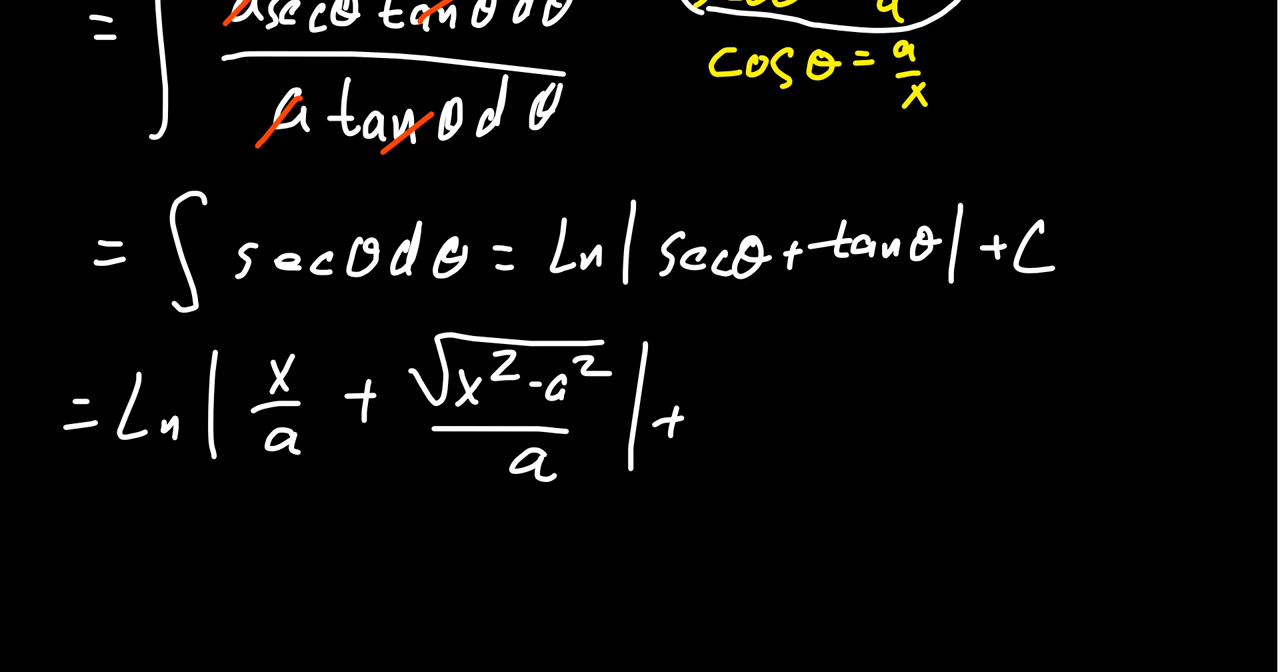 = ∫ a secθ tanθ dθ
a tanθ dθ
cosθ = a/x
= ∫ secθ dθ = Ln | secθ + tanθ | + C
= Ln | x/a + √(x² - a²)/a | +